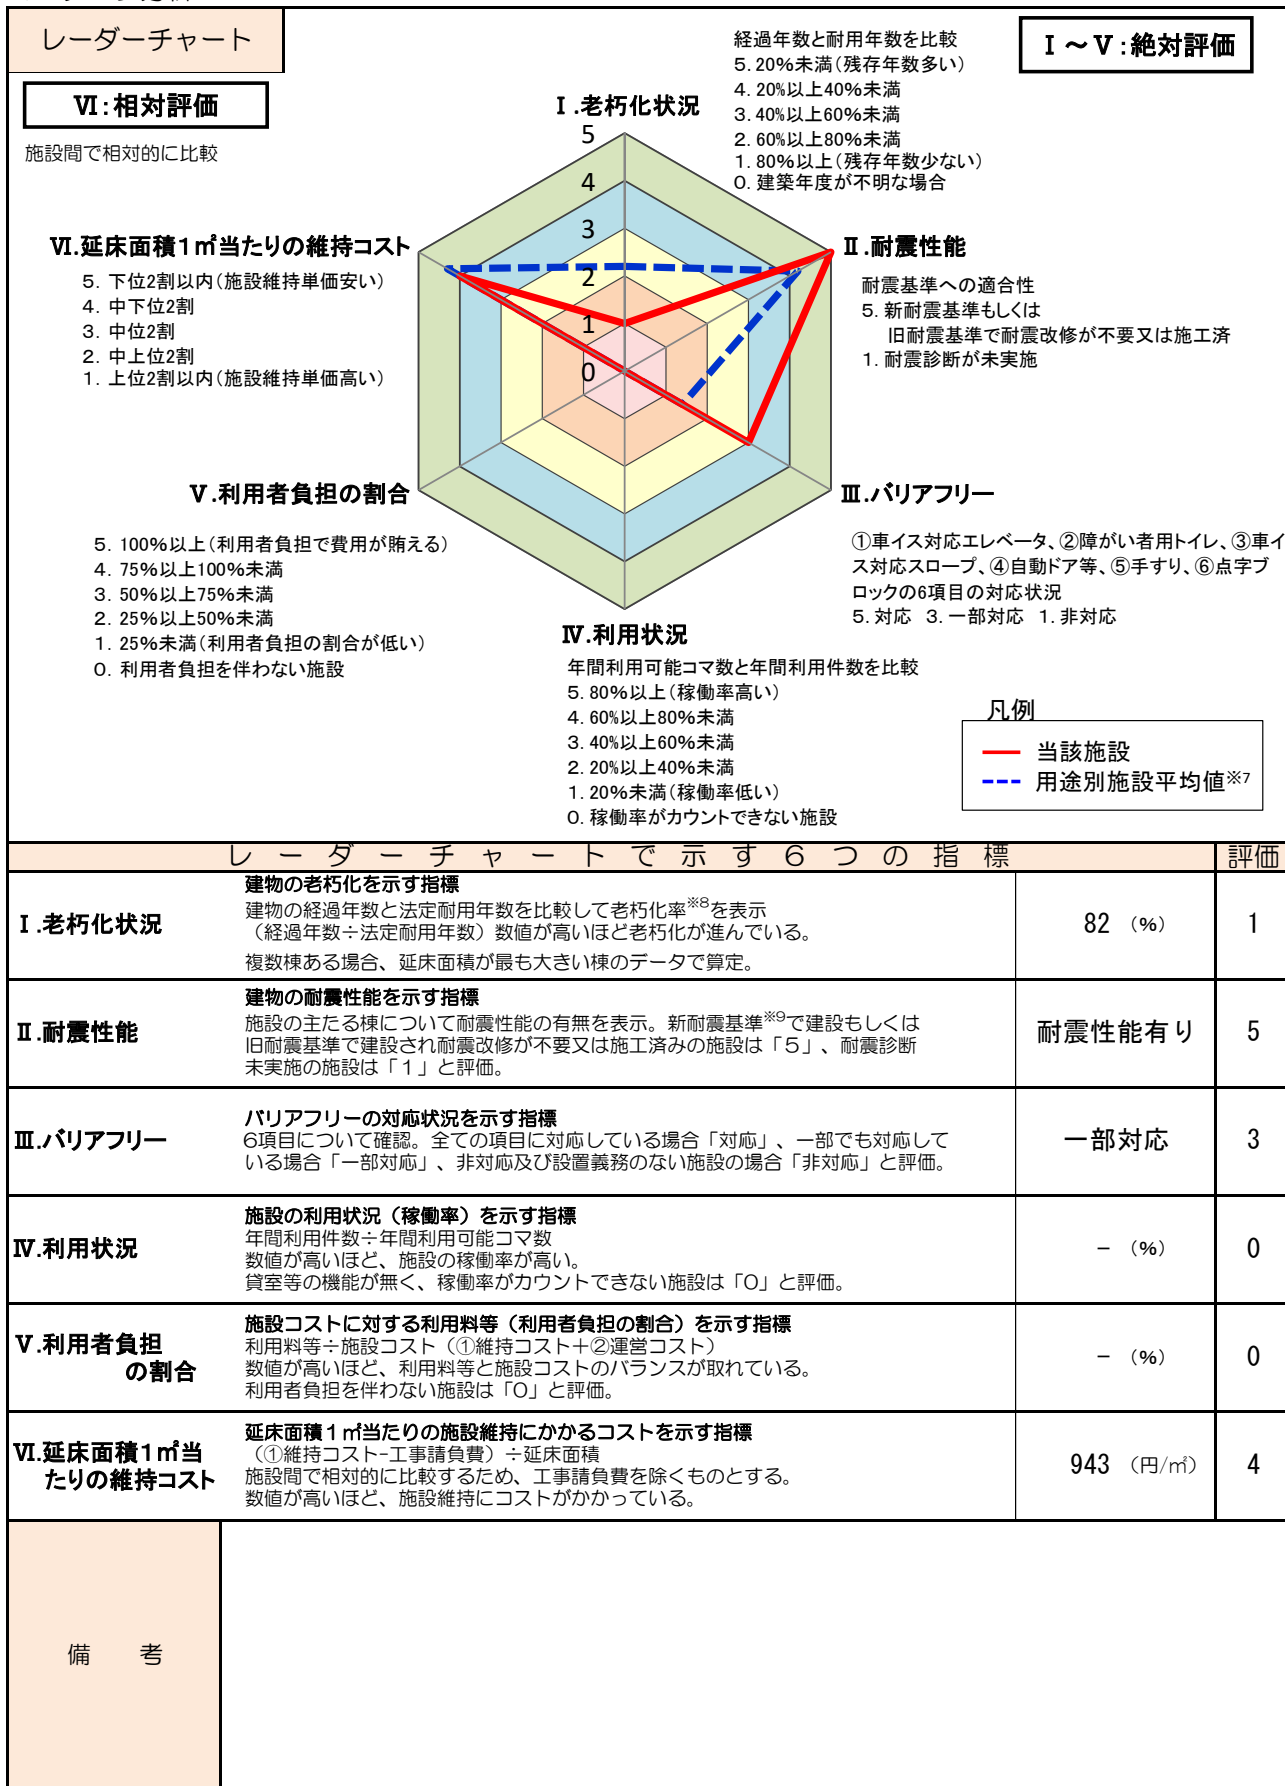 レーダーチャート
Ⅰ～Ⅴ:絶対評価
Ⅵ:相対評価
施設間で相対的に比較
Ⅰ.老朽化状況
経過年数と耐用年数を比較
5. 20%未満(残存年数多い)
4. 20%以上40%未満
3. 40%以上60%未満
2. 60%以上80%未満
1. 80%以上(残存年数少ない)
0. 建築年度が不明な場合
5
4
3
2
1
0
Ⅱ.耐震性能
耐震基準への適合性
5. 新耐震基準もしくは
旧耐震基準で耐震改修が不要又は施工済
1. 耐震診断が未実施
Ⅵ.延床面積1㎡当たりの維持コスト
5. 下位2割以内(施設維持単価安い)
4. 中下位2割
3. 中位2割
2. 中上位2割
1. 上位2割以内(施設維持単価高い)
Ⅲ.バリアフリー
①車イス対応エレベータ、②障がい者用トイレ、③車イ
ス対応スロープ、④自動ドア等、⑤手すり、⑥点字ブ
ロックの6項目の対応状況
5. 対応 3. 一部対応 1. 非対応
Ⅴ.利用者負担の割合
5. 100%以上(利用者負担で費用が賄える)
4. 75%以上100%未満
3. 50%以上75%未満
2. 25%以上50%未満
1. 25%未満(利用者負担の割合が低い)
0. 利用者負担を伴わない施設
Ⅳ.利用状況
年間利用可能コマ数と年間利用件数を比較
5. 80%以上(稼働率高い)
4. 60%以上80%未満
3. 40%以上60%未満
2. 20%以上40%未満
1. 20%未満(稼働率低い)
0. 稼働率がカウントできない施設
凡例
当該施設
用途別施設平均値※7
レーダーチャートで示す6つの指標 評価
Ⅰ.老朽化状況
建物の老朽化を示す指標
建物の経過年数と法定耐用年数を比較して老朽化率※8を表示
(経過年数÷法定耐用年数)数値が高いほど老朽化が進んでいる。
複数棟ある場合、延床面積が最も大きい棟のデータで算定。
82 (%) 1
Ⅱ.耐震性能
建物の耐震性能を示す指標
施設の主たる棟について耐震性能の有無を表示。新耐震基準※9で建設もしくは
旧耐震基準で建設され耐震改修が不要又は施工済みの施設は「5」、耐震診断
未実施の施設は「1」と評価。
耐震性能有り 5
Ⅲ.バリアフリー
バリアフリーの対応状況を示す指標
6項目について確認。全ての項目に対応している場合「対応」、一部でも対応して
いる場合「一部対応」、非対応及び設置義務のない施設の場合「非対応」と評価。
一部対応 3
Ⅳ.利用状況
施設の利用状況(稼働率)を示す指標
年間利用件数÷年間利用可能コマ数
数値が高いほど、施設の稼働率が高い。
貸室等の機能が無く、稼働率がカウントできない施設は「0」と評価。
- (%) 0
Ⅴ.利用者負担
の割合
施設コストに対する利用料等(利用者負担の割合)を示す指標
利用料等÷施設コスト(①維持コスト+②運営コスト)
数値が高いほど、利用料等と施設コストのバランスが取れている。
利用者負担を伴わない施設は「0」と評価。
- (%) 0
Ⅵ.延床面積1㎡当
たりの維持コスト
延床面積1㎡当たりの施設維持にかかるコストを示す指標
(①維持コスト-工事請負費)÷延床面積
施設間で相対的に比較するため、工事請負費を除くものとする。
数値が高いほど、施設維持にコストがかかっている。
943 (円/㎡) 4
備 考